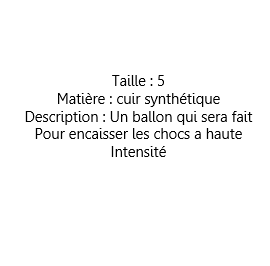 Taille : 5
Matière : cuir synthétique
Description : Un ballon qui sera fait
Pour encaisser les chocs a haute
Intensité